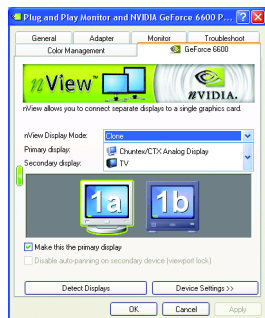 Plug and Play Monitor and NVIDIA GeForce 6600 P...
General Adapter Monitor Troubleshoot
Color Management GeForce 6600
nView™
NVIDIA.
nView allows you to connect separate displays to a single graphics card.
nView Display Mode: Clone
Primary display: Chuntex/CTX Analog Display
Secondary display: TV
1a 1b
Make this the primary display
Disable auto-panning on secondary device (viewport lock)
Detect Displays Device Settings >>
OK Cancel Apply